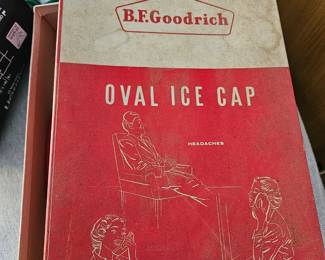 B.F.Goodrich
OVAL ICE CAP
HEADACHES